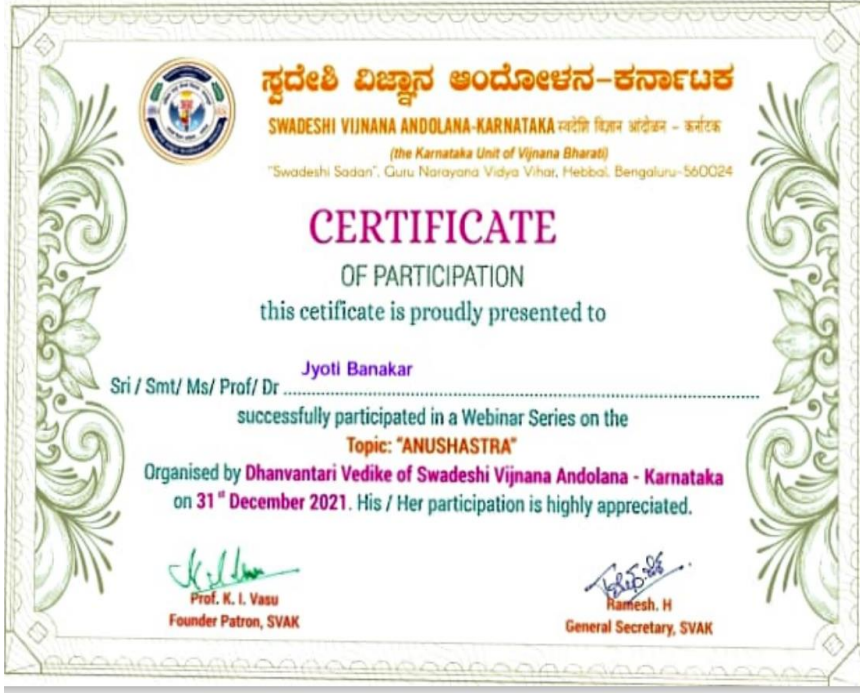 ಸ್ವದೇಶಿ ವಿಜ್ಞಾನ ಆಂದೋಳನ-ಕರ್ನಾಟಕ
SWADESHI VIJNANA ANDOLANA-KARNATAKA स्वदेशि विज्ञान आंदोलन - कर्नाटक
(the Karnataka Unit of Vijnana Bharati)
"Swadeshi Sadan", Guru Narayana Vidya Vihar, Hebbal, Bengaluru-560024
CERTIFICATE
OF PARTICIPATION
this cetificate is proudly presented to
Jyoti Banakar
Sri / Smt/ Ms/ Prof/ Dr
successfully participated in a Webinar Series on the
Topic: "ANUSHASTRA"
Organised by Dhanvantari Vedike of Swadeshi Vijnana Andolana - Karnataka
on 31st December 2021. His / Her participation is highly appreciated.
Prof. K. I. Vasu
Founder Patron, SVAK
Ramesh. H
General Secretary, SVAK